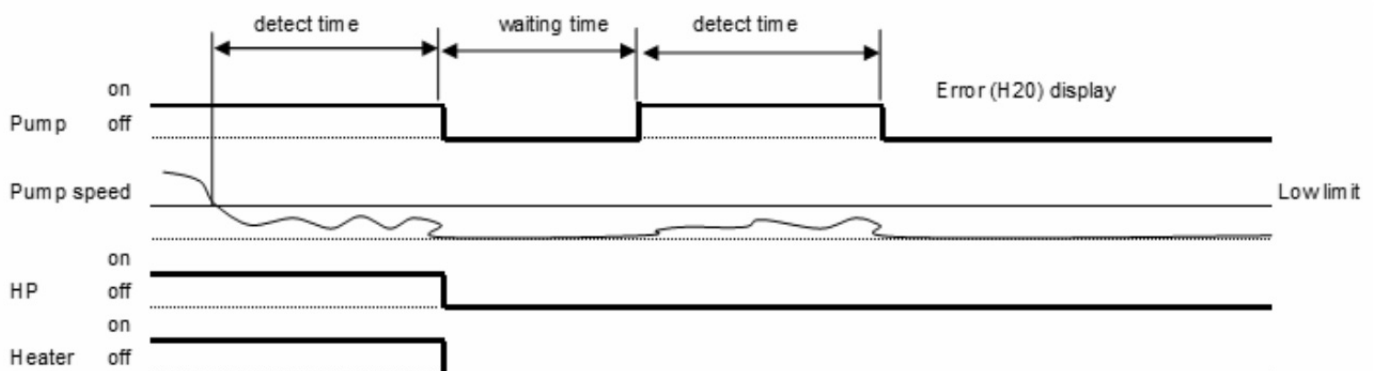 detect time waiting time detect time
on Error (H20) display
Pump off
Pump speed Low limit
on
HP off
on
Heater off